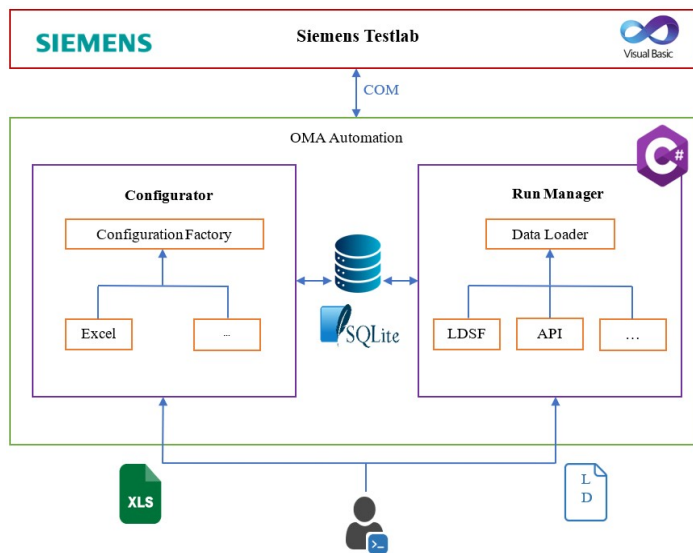 SIEMENS
Siemens Testlab
Visual Basic
COM
OMA Automation
C#
Configurator
Run Manager
Configuration Factory
Data Loader
Excel
...
SQLite
LDSF
API
...
XLS
L
D
>_